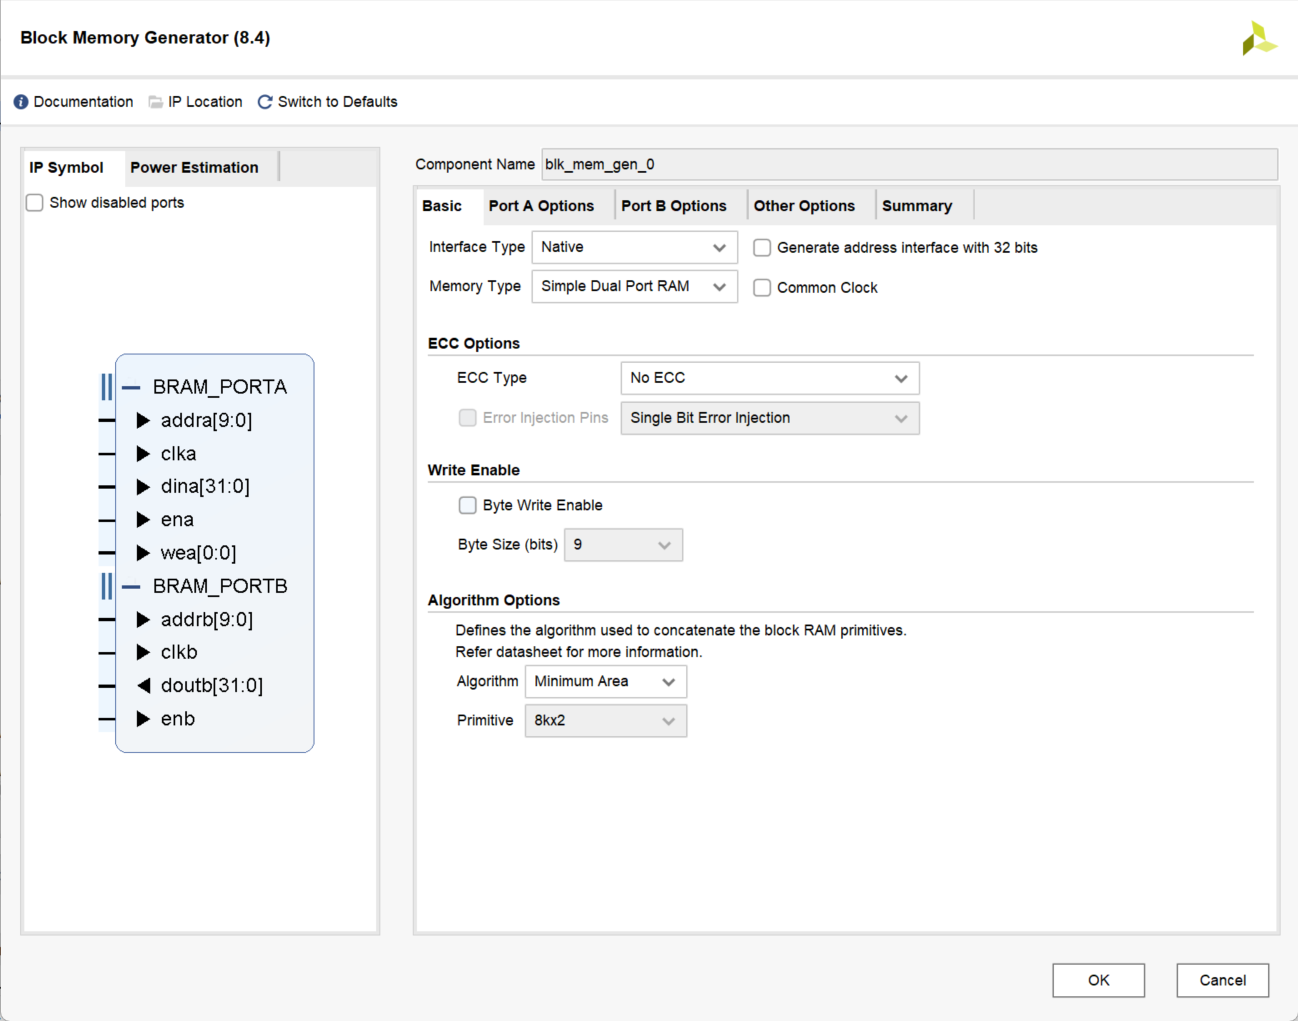 Block Memory Generator (8.4)
Documentation IP Location Switch to Defaults
IP Symbol Power Estimation
Show disabled ports
BRAM_PORTA
addra[9:0]
clka
dina[31:0]
ena
wea[0:0]
BRAM_PORTB
addrb[9:0]
clkb
doutb[31:0]
enb
Component Name blk_mem_gen_0
Basic Port A Options Port B Options Other Options Summary
Interface Type Native Generate address interface with 32 bits
Memory Type Simple Dual Port RAM Common Clock
ECC Options
ECC Type No ECC
Error Injection Pins Single Bit Error Injection
Write Enable
Byte Write Enable
Byte Size (bits) 9
Algorithm Options
Defines the algorithm used to concatenate the block RAM primitives.
Refer datasheet for more information.
Algorithm Minimum Area
Primitive 8kx2
OK Cancel